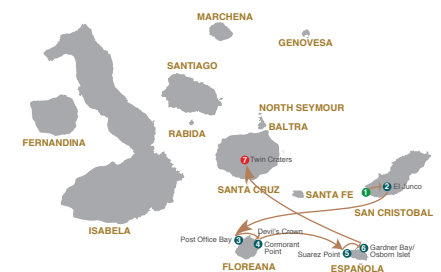 MARCHENA
GENOVESA
SANTIAGO
NORTH SEYMOUR
BALTRA
RABIDA
FERNANDINA
7 Twin Craters
SANTA CRUZ
SANTA FE
1
2 El Junco
SAN CRISTOBAL
ISABELA
Devil's Crown
Post Office Bay 3
4 Cormorant
Point
FLOREANA
Suarez Point 5
6 Gardner Bay/
Osborn Islet
ESPAÑOLA